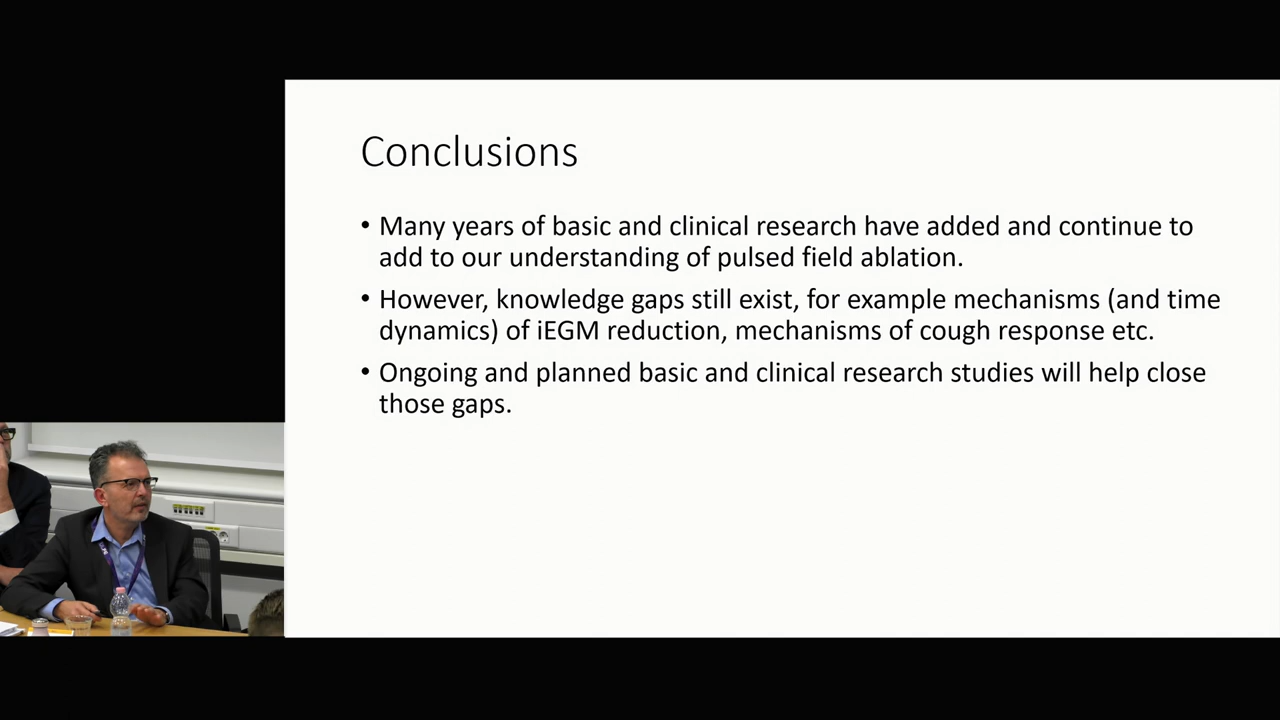 Conclusions
• Many years of basic and clinical research have added and continue to
add to our understanding of pulsed field ablation.
• However, knowledge gaps still exist, for example mechanisms (and time
dynamics) of iEGM reduction, mechanisms of cough response etc.
• Ongoing and planned basic and clinical research studies will help close
those gaps.